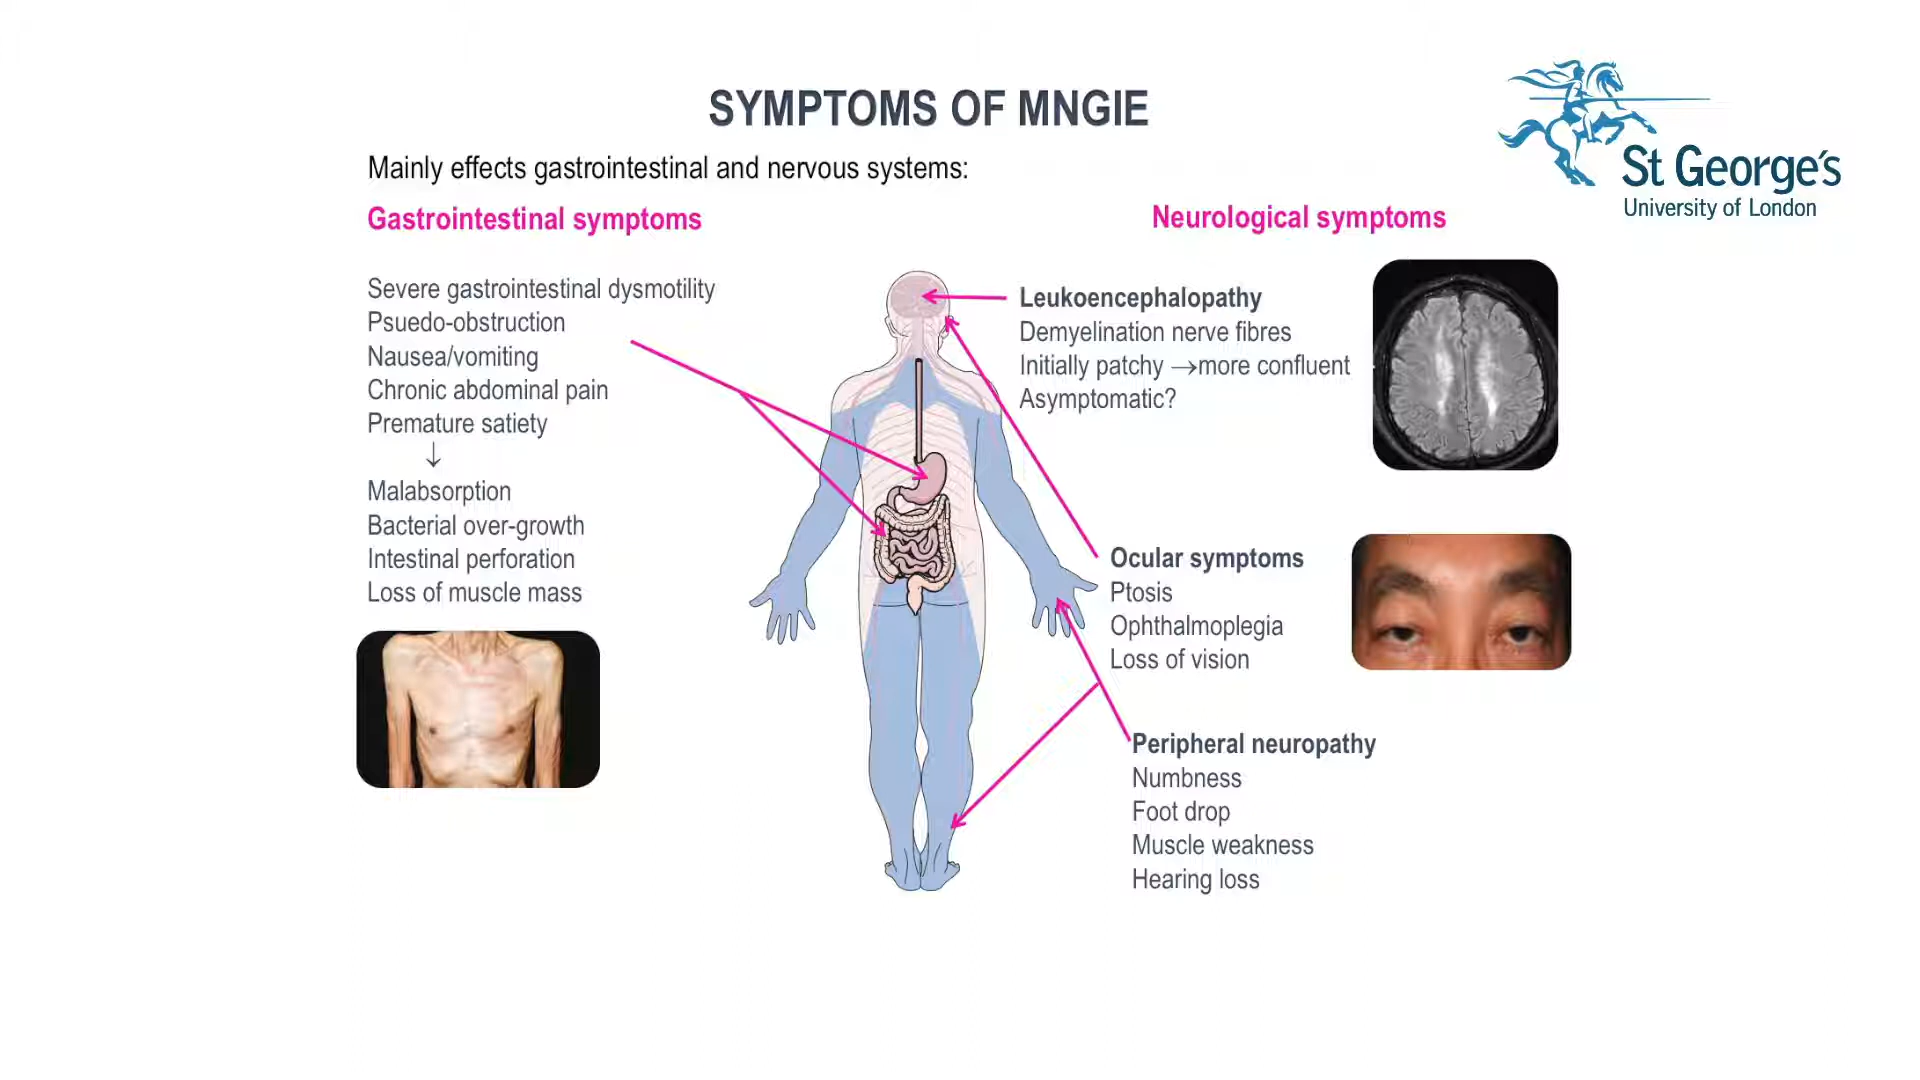 SYMPTOMS OF MNGIE
St George's
University of London
Mainly effects gastrointestinal and nervous systems:
Gastrointestinal symptoms
Severe gastrointestinal dysmotility
Psuedo-obstruction
Nausea/vomiting
Chronic abdominal pain
Premature satiety
↓
Malabsorption
Bacterial over-growth
Intestinal perforation
Loss of muscle mass
Neurological symptoms
Leukoencephalopathy
Demyelination nerve fibres
Initially patchy →more confluent
Asymptomatic?
Ocular symptoms
Ptosis
Ophthalmoplegia
Loss of vision
Peripheral neuropathy
Numbness
Foot drop
Muscle weakness
Hearing loss